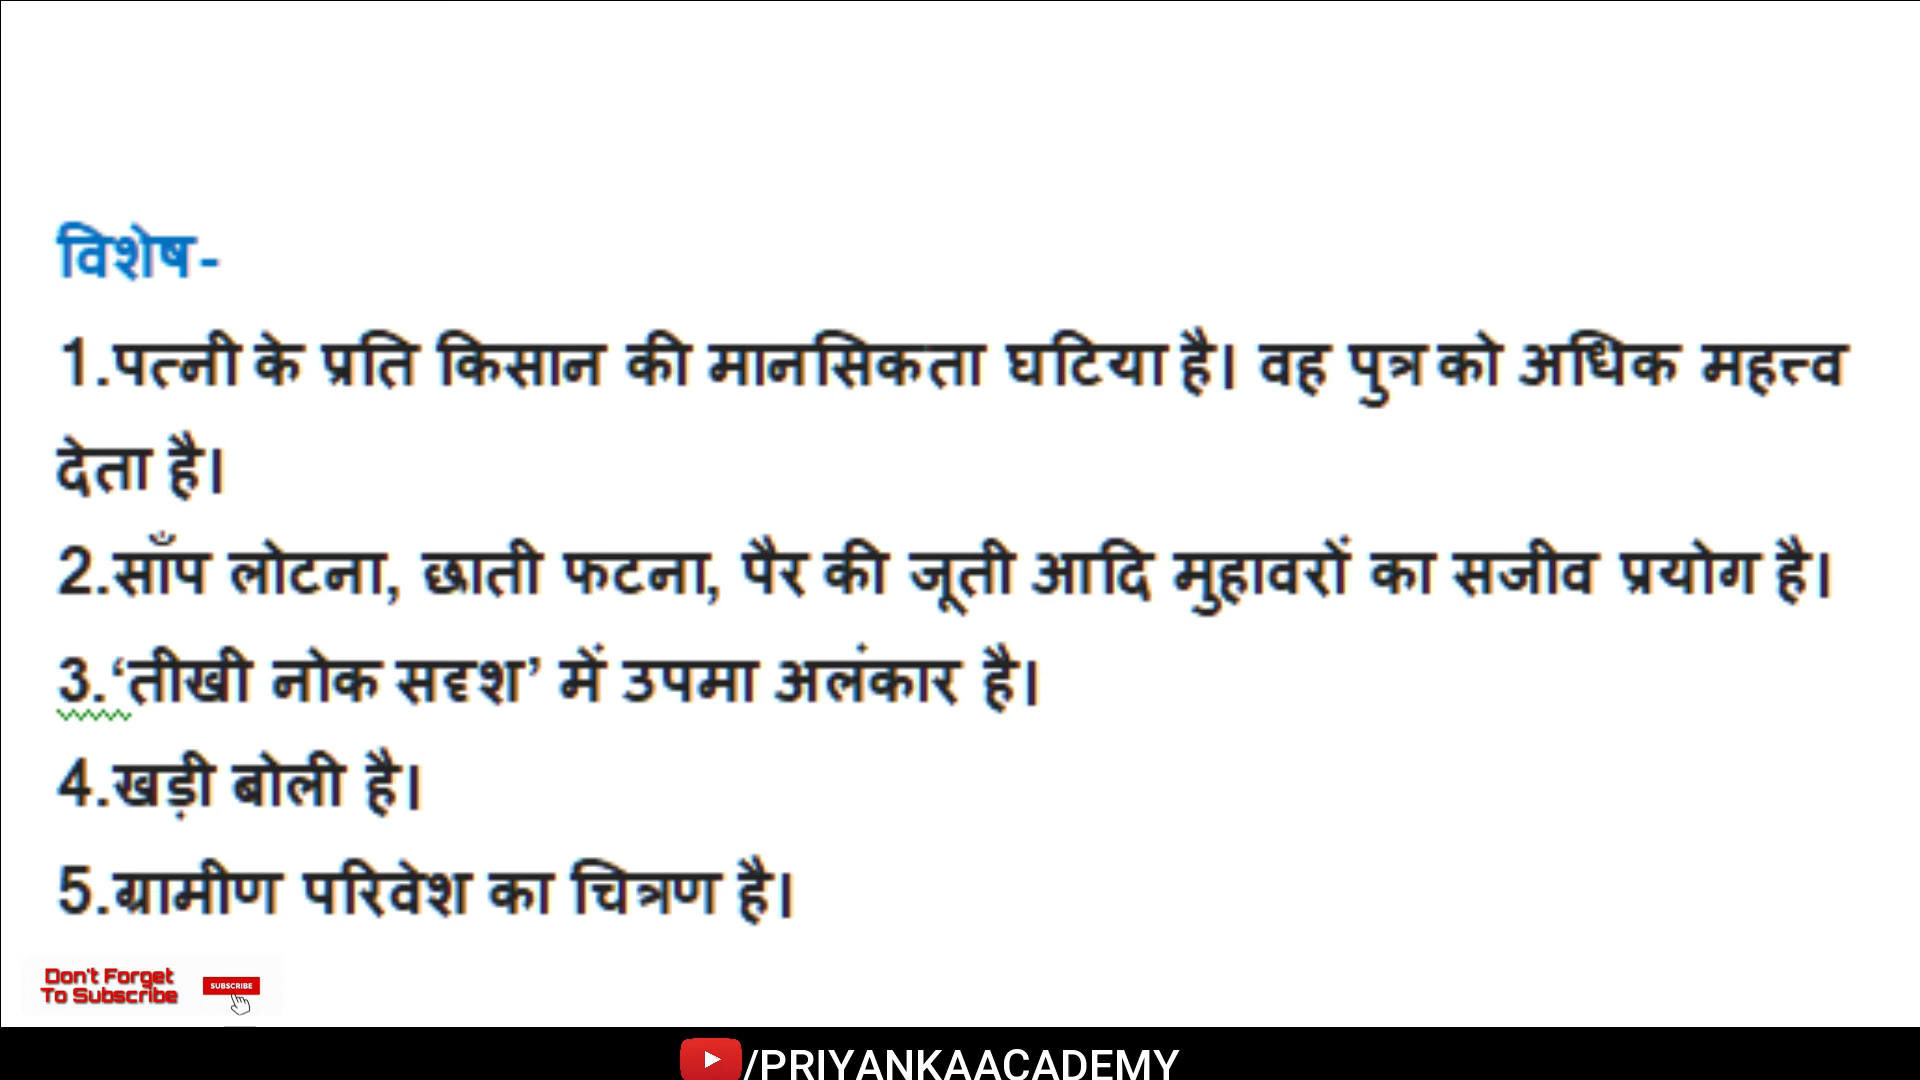 विशेष-
1.पत्नी के प्रति किसान की मानसिकता घटिया है। वह पुत्र को अधिक महत्त्व
देता है।
2.साँप लोटना, छाती फटना, पैर की जूती आदि मुहावरों का सजीव प्रयोग है।
3.‘तीखी नोक सदृश’ में उपमा अलंकार है।
4.खड़ी बोली है।
5.ग्रामीण परिवेश का चित्रण है।
Don't Forget
To Subscribe
SUBSCRIBE
/PRIYANKAACADEMY